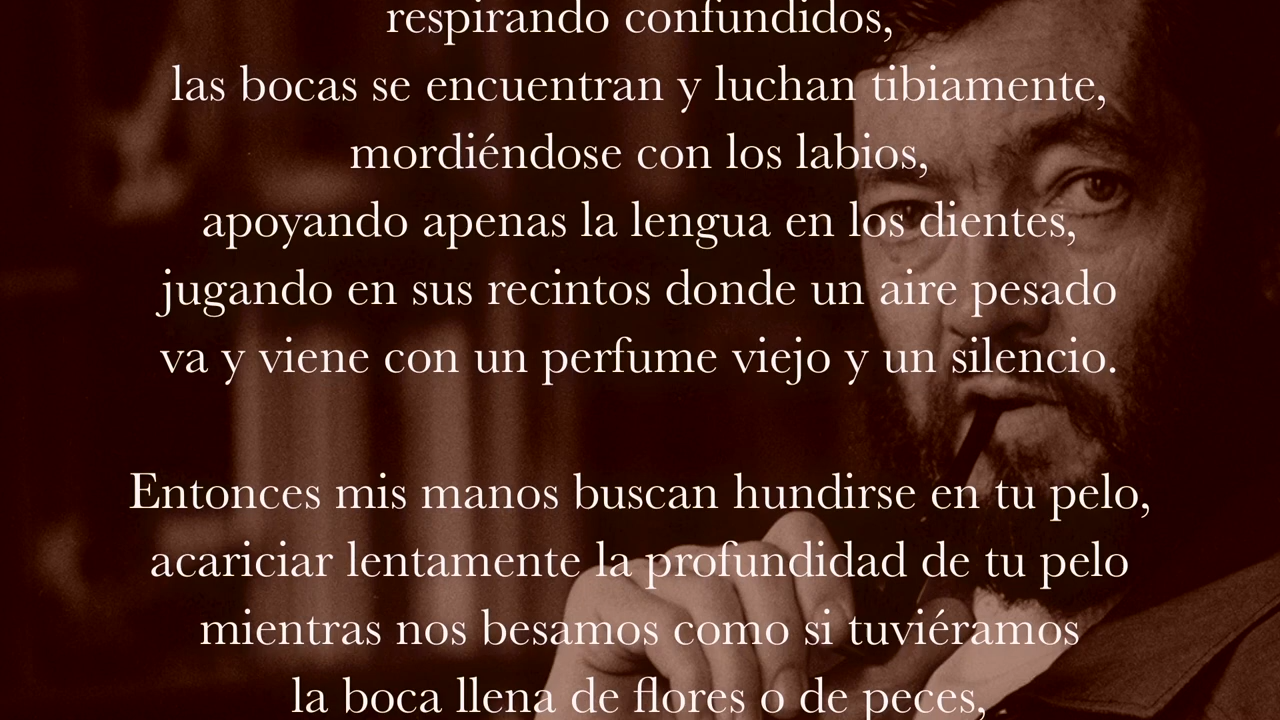 respirando confundidos,
las bocas se encuentran y luchan tibiamente,
mordiéndose con los labios,
apoyando apenas la lengua en los dientes,
jugando en sus recintos donde un aire pesado
va y viene con un perfume viejo y un silencio.
Entonces mis manos buscan hundirse en tu pelo,
acariciar lentamente la profundidad de tu pelo
mientras nos besamos como si tuviéramos
la boca llena de flores o de peces,